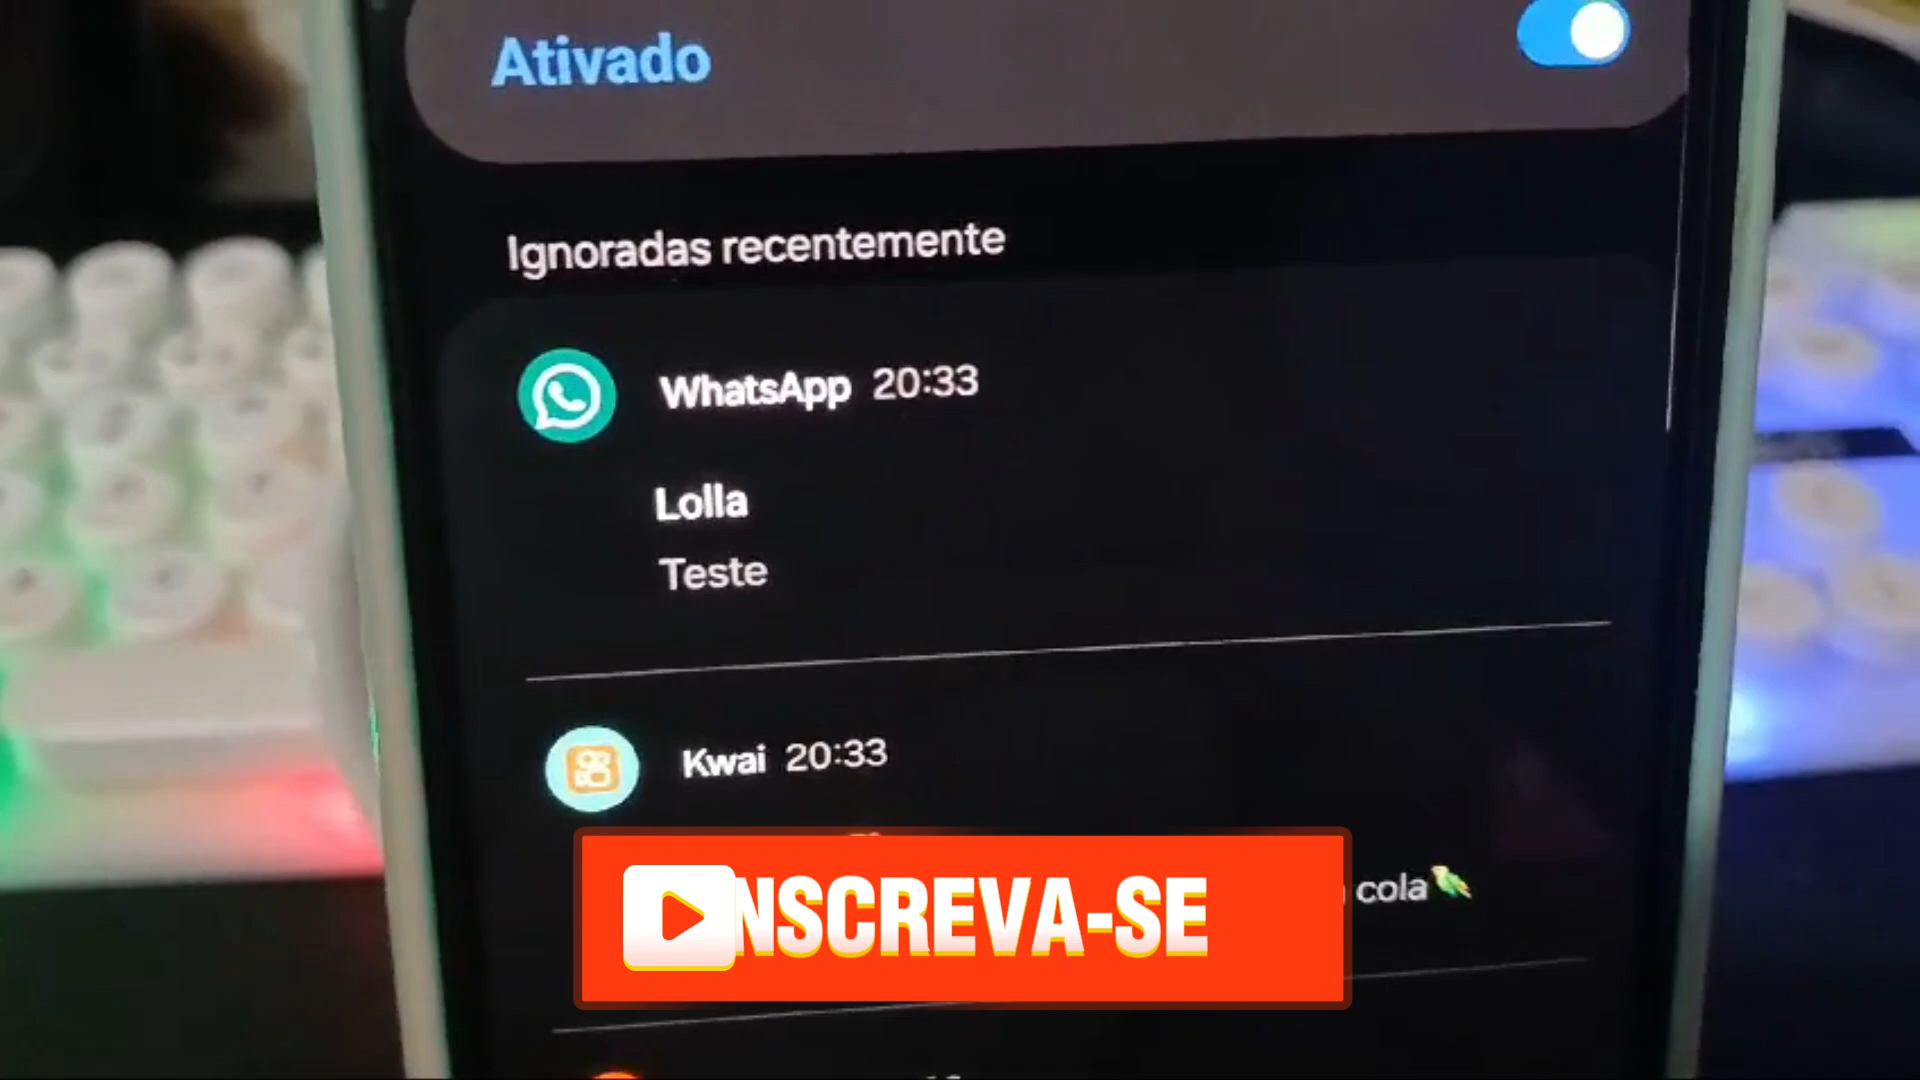 Ativado
Ignoradas recentemente
WhatsApp 20:33
Lolla
Teste
Kwai 20:33
cola
NSCREVA-SE